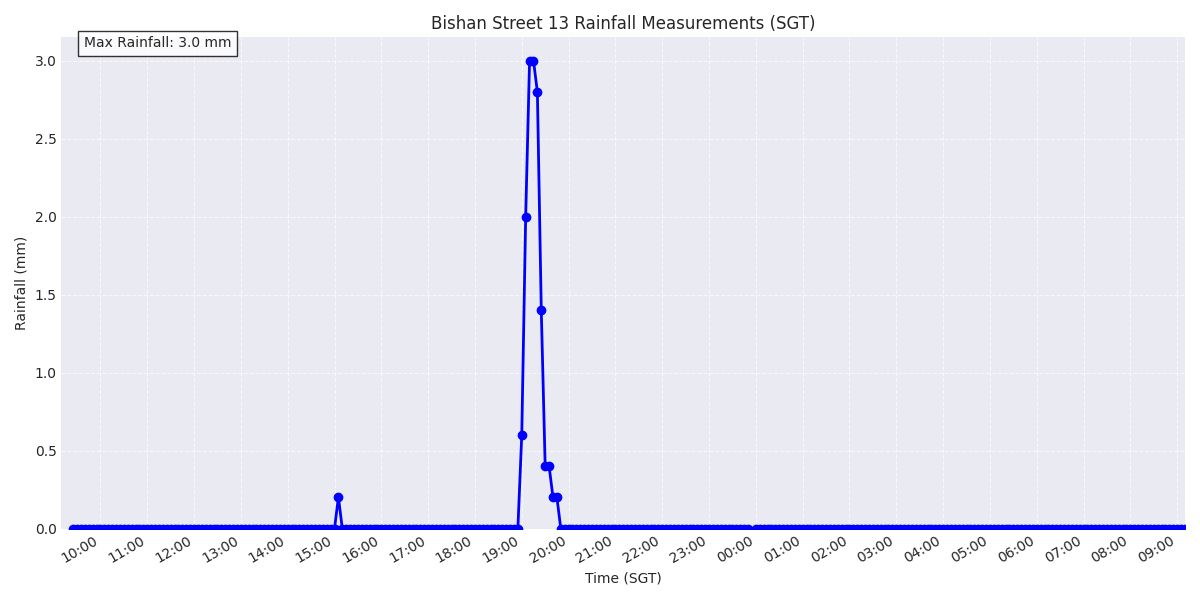 Bishan Street 13 Rainfall Measurements (SGT)
Max Rainfall: 3.0 mm
3.0
2.5
2.0
1.5
1.0
0.5
0.0
Rainfall (mm)
10:00 11:00 12:00 13:00 14:00 15:00 16:00 17:00 18:00 19:00 20:00 21:00 22:00 23:00 00:00 01:00 02:00 03:00 04:00 05:00 06:00 07:00 08:00 09:00
Time (SGT)